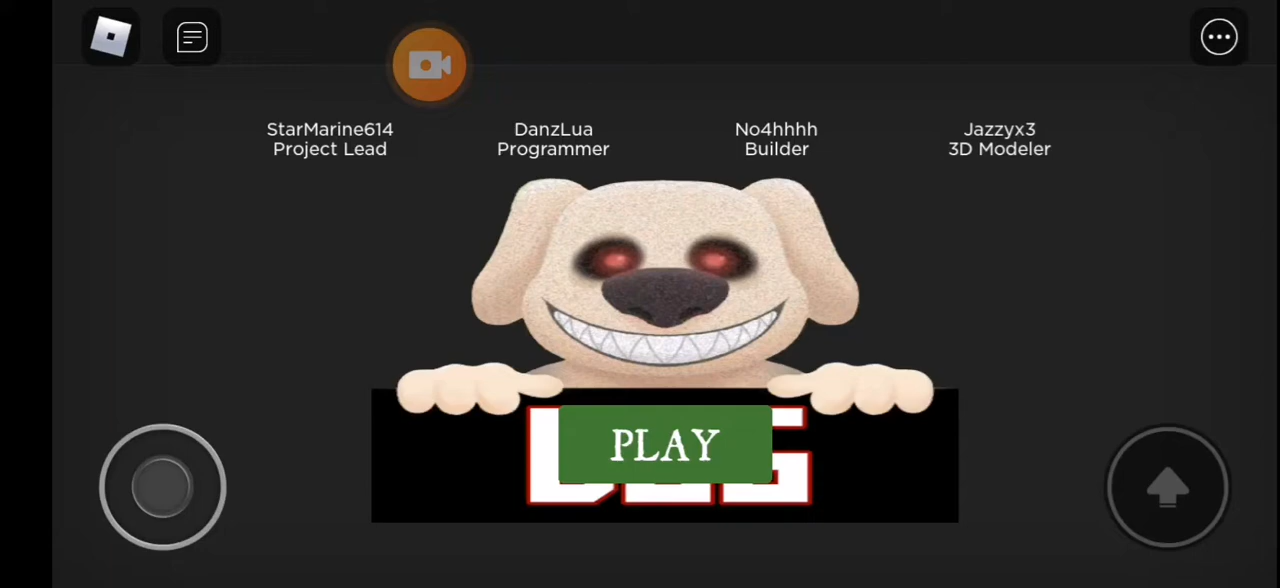 StarMarine614
Project Lead
DanzLua
Programmer
No4hhhh
Builder
Jazzyx3
3D Modeler
PLAY